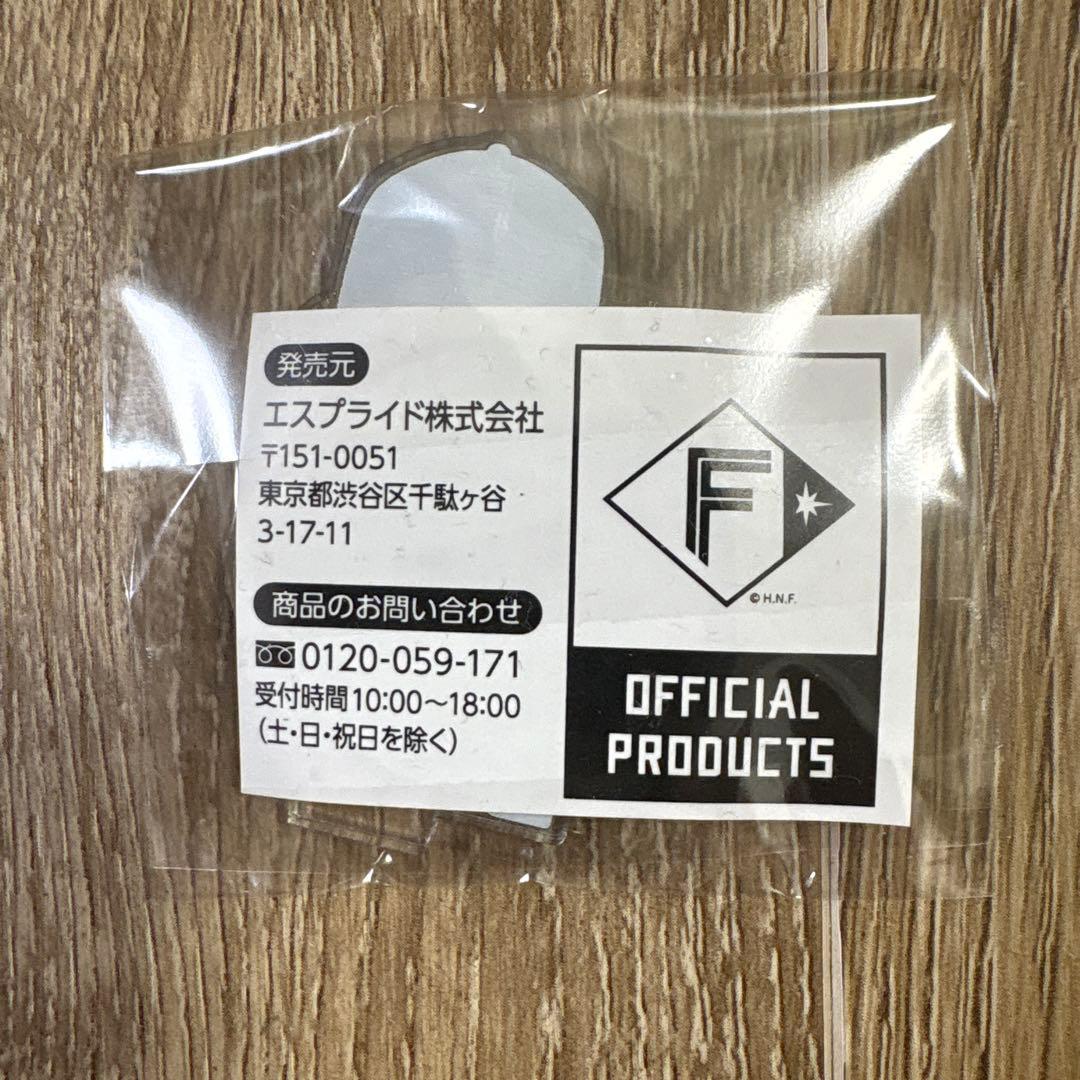 発売元
エスプライド株式会社
〒151-0051
東京都渋谷区千駄ヶ谷
3-17-11
商品のお問い合わせ
0120-059-171
受付時間10:00〜18:00
(土・日・祝日を除く)
F
© H.N.F.
OFFICIAL
PRODUCTS